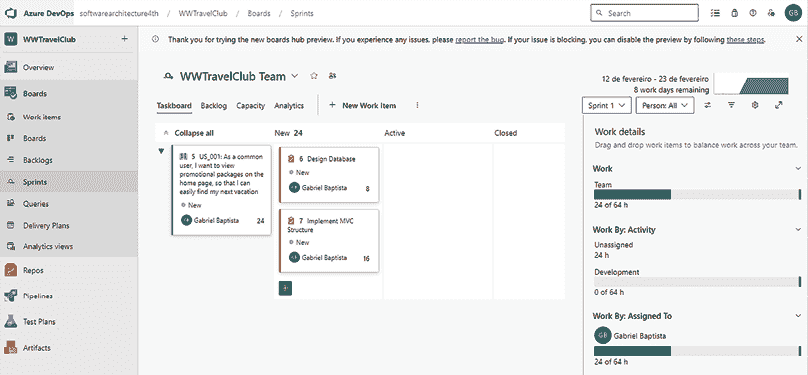 Azure DevOps softwarearchitecture4th / WWTravelClub / Boards / Sprints Search GB
W WWTravelClub +
Thank you for trying the new boards hub preview. If you experience any issues, please report the bug. If your issue is blocking, you can disable the preview by following these steps.
Overview
Boards
Work items
Boards
Backlogs
Sprints
Queries
Delivery Plans
Analytics views
Repos
Pipelines
Test Plans
Artifacts
WWTravelClub Team
12 de fevereiro - 23 de fevereiro
8 work days remaining
Taskboard Backlog Capacity Analytics + New Work Item Sprint 1 Person: All
Collapse all New 24 Active Closed
5 US_001: As a common
user, I want to view
promotional packages on
the home page, so that I can
easily find my next vacation
New
Gabriel Baptista 24
6 Design Database
New
Gabriel Baptista 8
7 Implement MVC
Structure
New
Gabriel Baptista 16
+
Work details
Drag and drop work items to balance work across your team.
Work
Team
24 of 64 h
Work By: Activity
Unassigned
24 h
Development
0 of 64 h
Work By: Assigned To
GB Gabriel Baptista
24 of 64 h